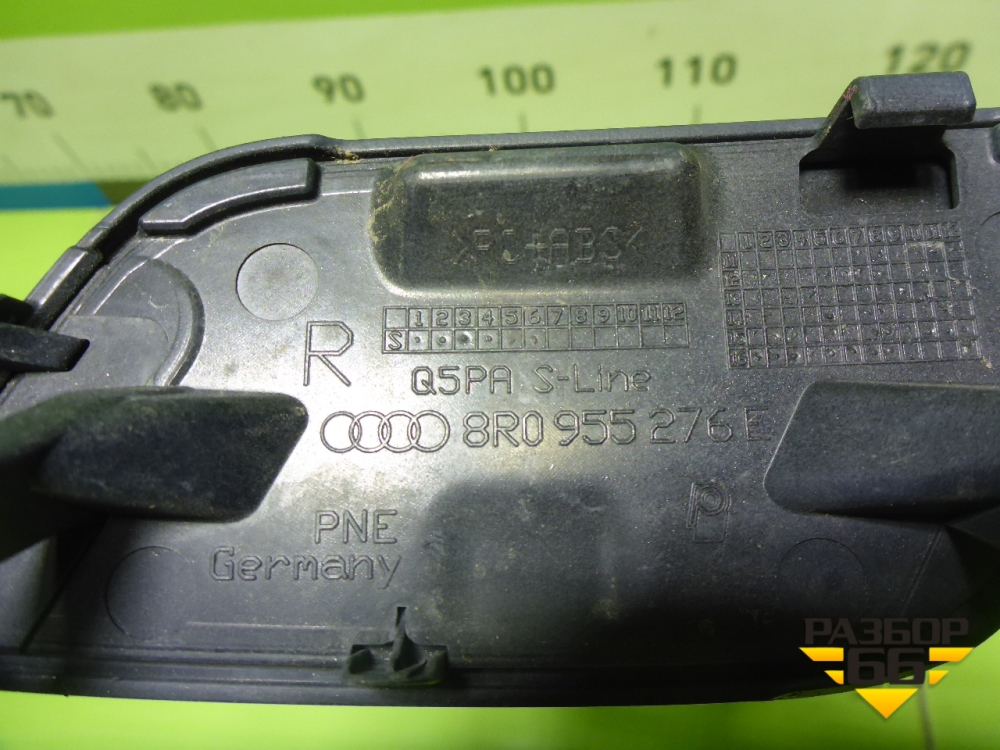 70 80 90 100 110 120
>PC+ABS<
1 2 3 4 5 6 7 8 9 10 11 12
S
R
Q5PA S-Line
8R0 955 276 E
PNE
Germany
РАЗБОР
66